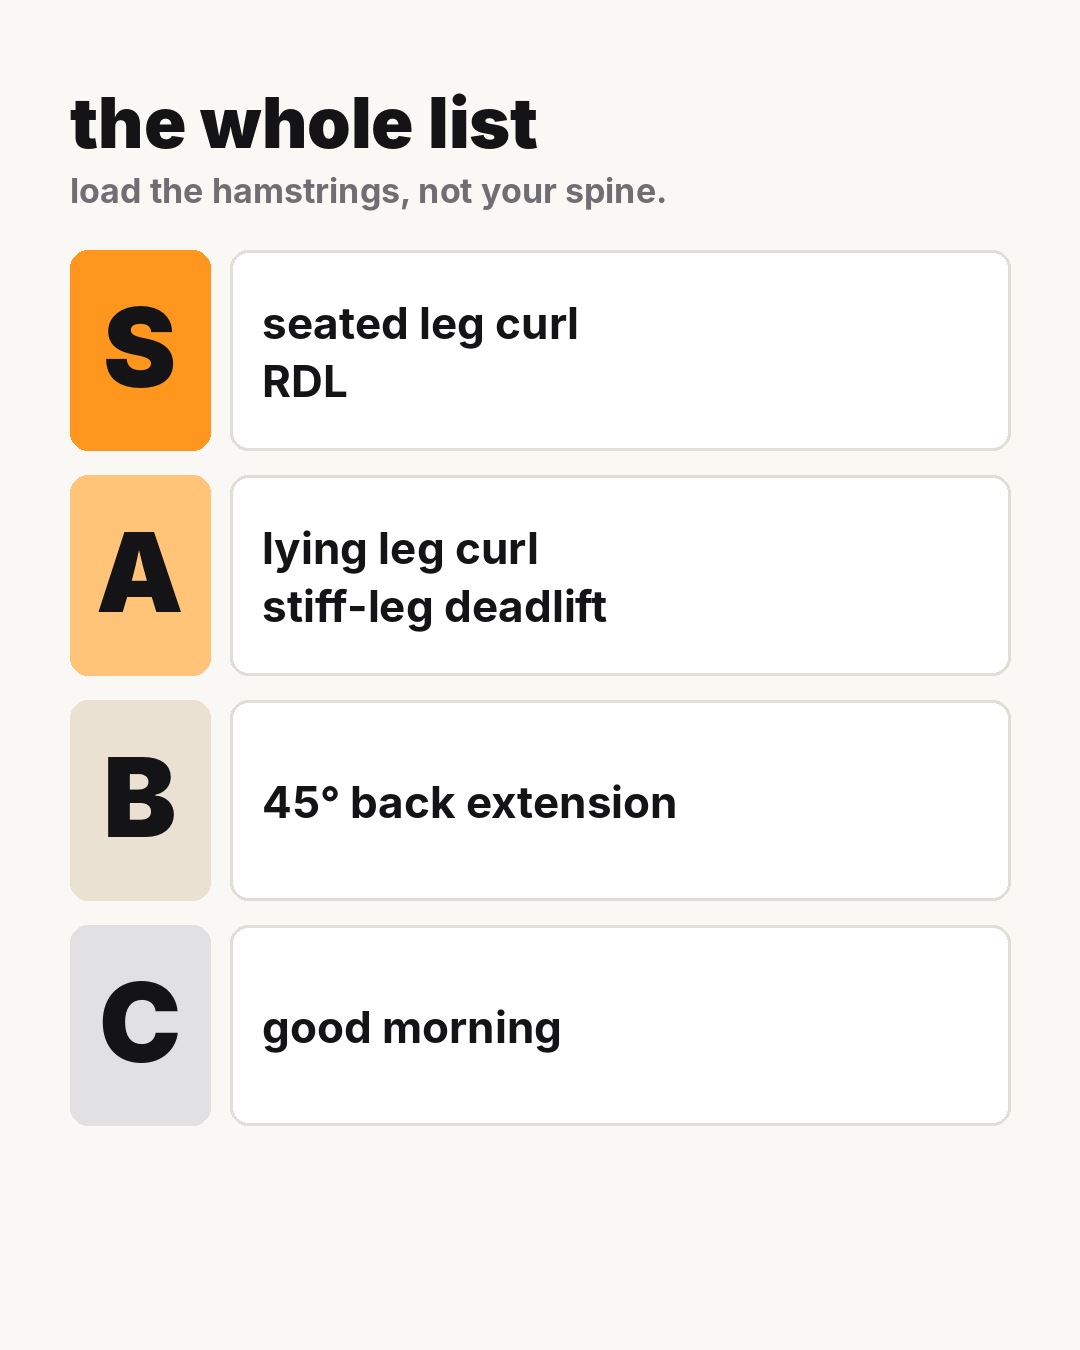 the whole list
load the hamstrings, not your spine.
S
seated leg curl
RDL
A
lying leg curl
stiff-leg deadlift
B
45° back extension
C
good morning